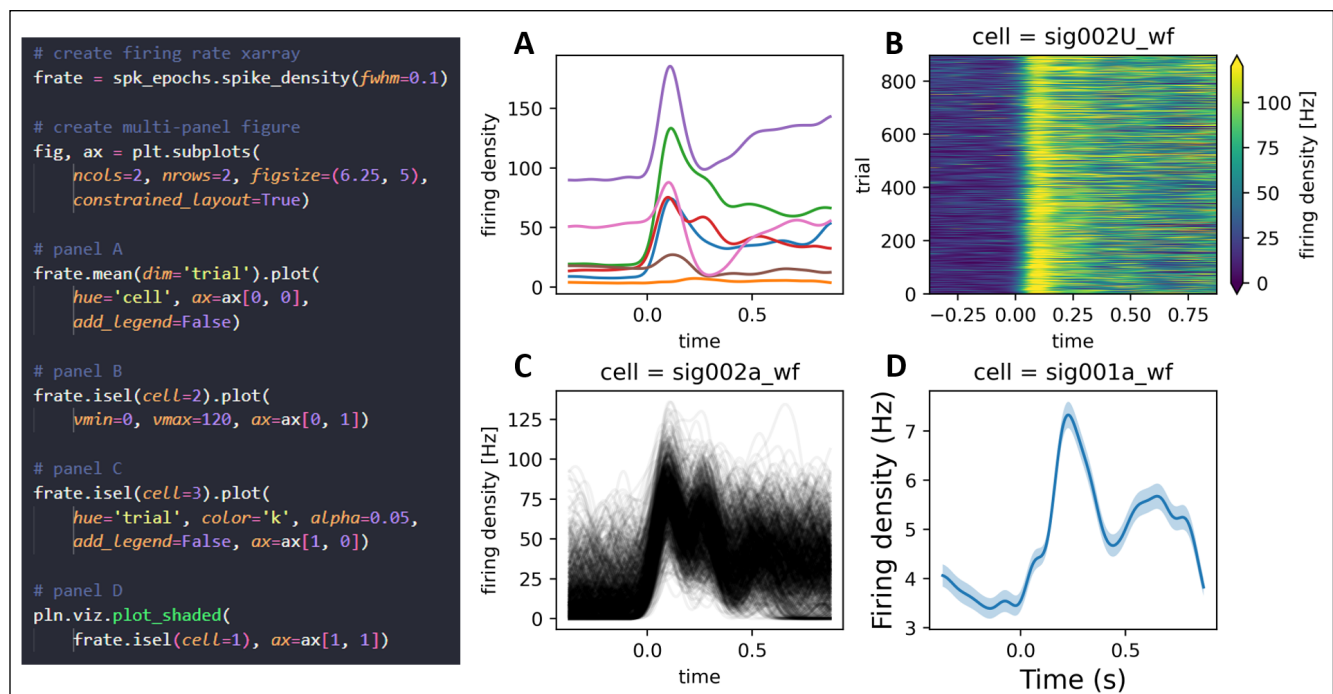 # create firing rate xarray
frate = spk_epochs.spike_density(fwhm=0.1)
# create multi-panel figure
fig, ax = plt.subplots(
ncols=2, nrows=2, figsize=(6.25, 5),
constrained_layout=True)
# panel A
frate.mean(dim='trial').plot(
hue='cell', ax=ax[0, 0],
add_legend=False)
# panel B
frate.isel(cell=2).plot(
vmin=0, vmax=120, ax=ax[0, 1])
# panel C
frate.isel(cell=3).plot(
hue='trial', color='k', alpha=0.05,
add_legend=False, ax=ax[1, 0])
# panel D
pln.viz.plot_shaded(
frate.isel(cell=1), ax=ax[1, 1])
A
firing density
150
100
50
0
0.0 0.5
time
B
cell = sig002U_wf
trial
800
600
400
200
0
−0.25 0.00 0.25 0.50 0.75
time
100
75
50
25
0
firing density [Hz]
C
cell = sig002a_wf
firing density [Hz]
125
100
75
50
25
0
0.0 0.5
time
D
cell = sig001a_wf
Firing density (Hz)
7
6
5
4
3
0.0 0.5
Time (s)